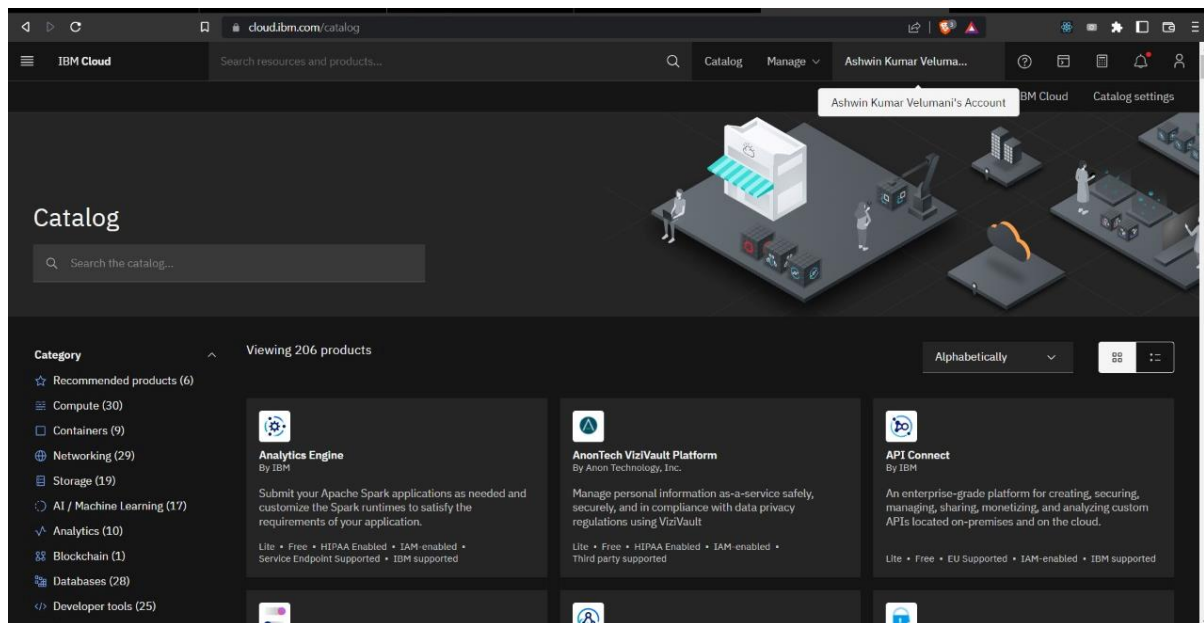 cloud.ibm.com/catalog
IBM Cloud
Search resources and products...
Catalog
Manage
Ashwin Kumar Veluma...
Ashwin Kumar Velumani's Account
BM Cloud
Catalog settings
Catalog
Search the catalog...
Category
Recommended products (6)
Compute (30)
Containers (9)
Networking (29)
Storage (19)
AI / Machine Learning (17)
Analytics (10)
Blockchain (1)
Databases (28)
Developer tools (25)
Viewing 206 products
Alphabetically
Analytics Engine
By IBM
Submit your Apache Spark applications as needed and
customize the Spark runtimes to satisfy the
requirements of your application.
Lite • Free • HIPAA Enabled • IAM-enabled •
Service Endpoint Supported • IBM supported
AnonTech ViziVault Platform
By Anon Technology, Inc.
Manage personal information as-a-service safely,
securely, and in compliance with data privacy
regulations using ViziVault
Lite • Free • HIPAA Enabled • IAM-enabled •
Third party supported
API Connect
By IBM
An enterprise-grade platform for creating, securing,
managing, sharing, monetizing, and analyzing custom
APIs located on-premises and on the cloud.
Lite • Free • EU Supported • IAM-enabled • IBM supported